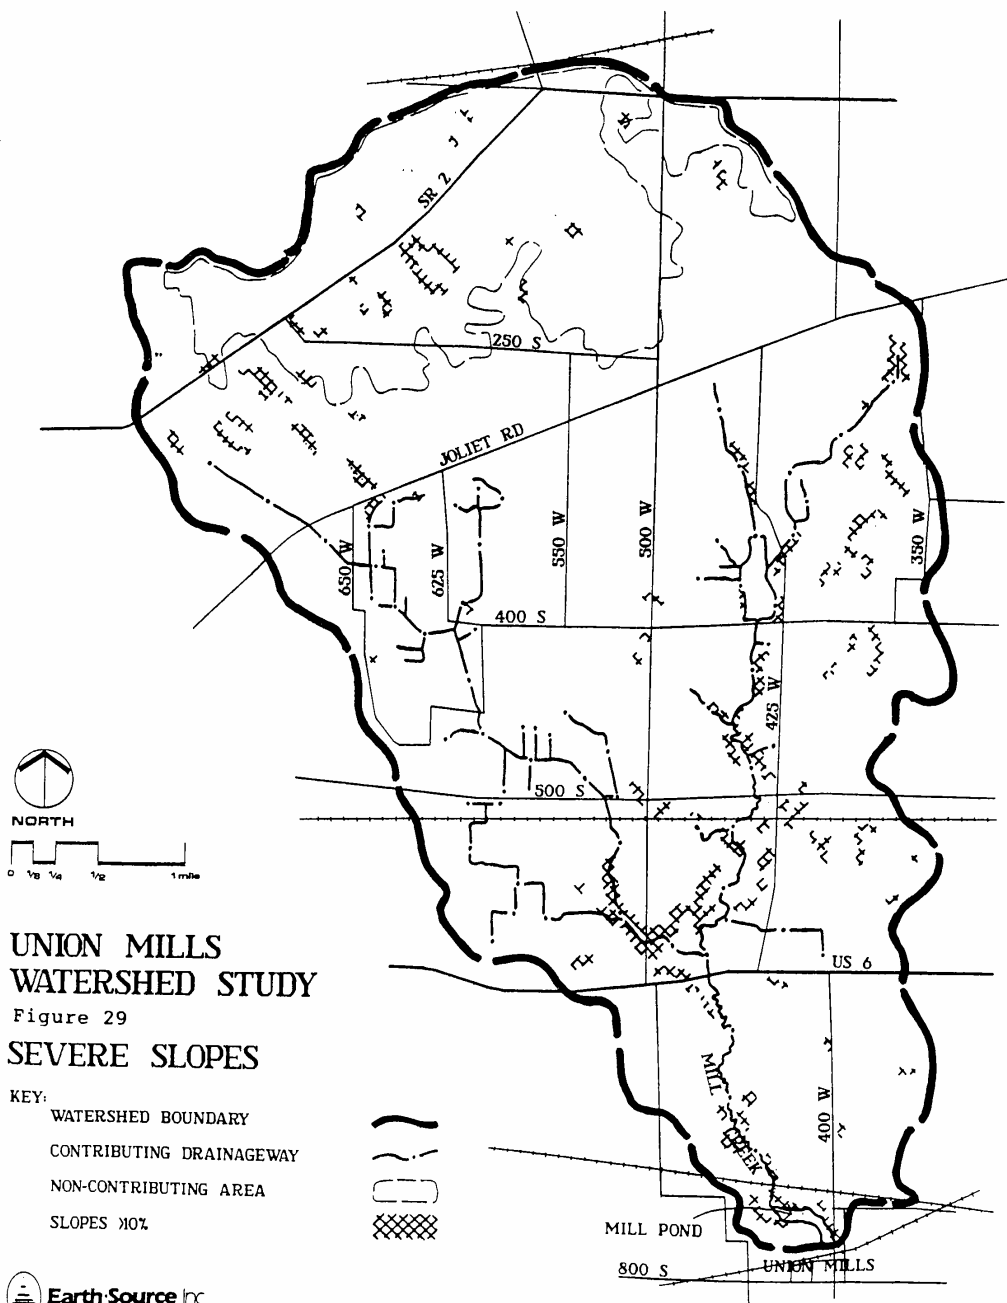 SR 2
250 S
JOLIET RD
650 W
625 W
550 W
500 W
350 W
400 S
425 W
500 S
NORTH
0 1/8 1/4 1/2 1 mile
UNION MILLS
WATERSHED STUDY
Figure 29
SEVERE SLOPES
US 6
KEY:
WATERSHED BOUNDARY
CONTRIBUTING DRAINAGEWAY
NON-CONTRIBUTING AREA
SLOPES >10%
MILL
CREEK
400 W
MILL POND
UNION MILLS
800 S
Earth·Source Inc